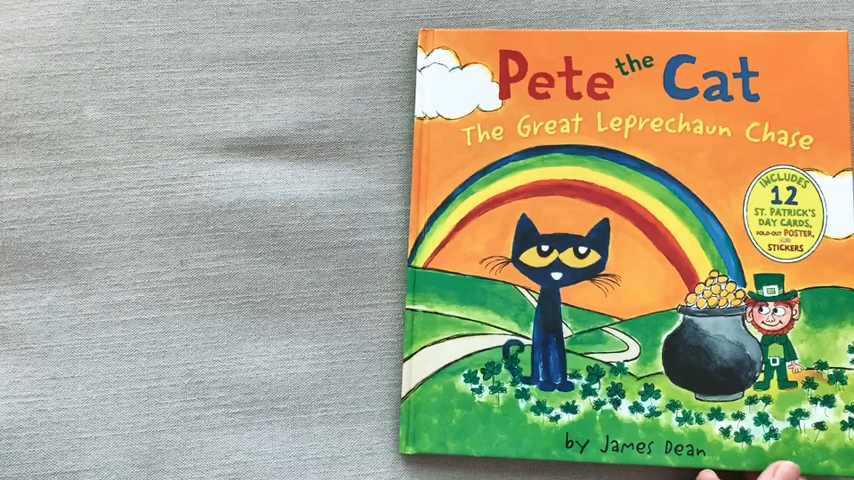 Pete the Cat
The Great Leprechaun Chase
INCLUDES
12
ST. PATRICK'S
DAY CARDS,
FOLD-OUT POSTER,
AND
STICKERS
by James Dean